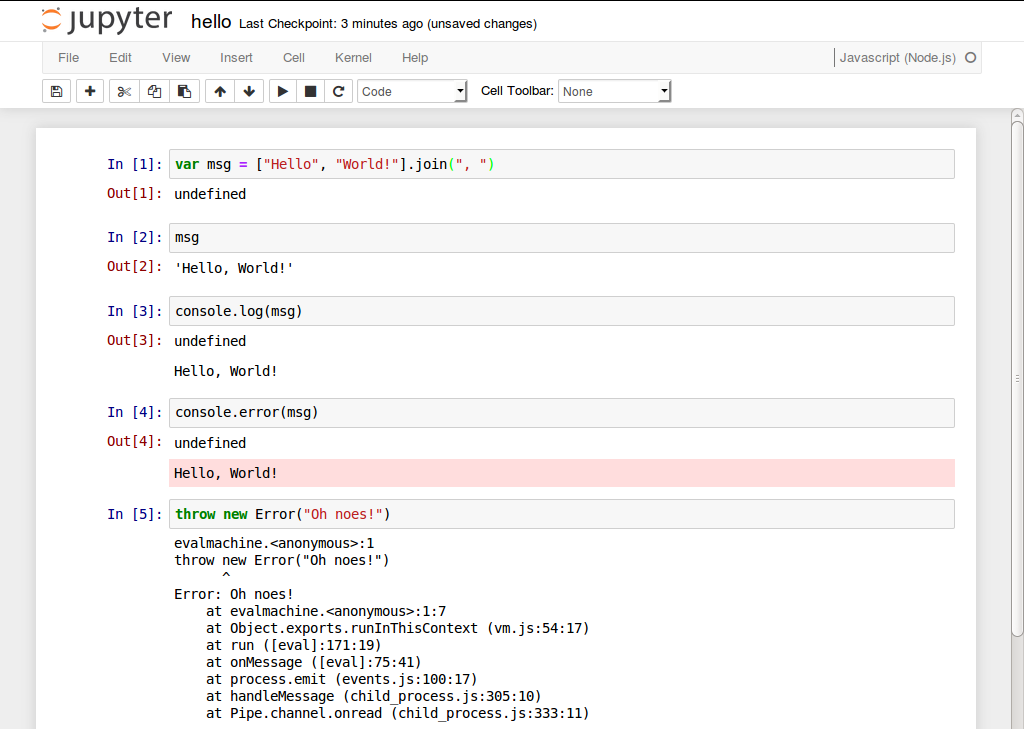 jupyter hello Last Checkpoint: 3 minutes ago (unsaved changes)
File Edit View Insert Cell Kernel Help Javascript (Node.js)
Code Cell Toolbar: None
In [1]: var msg = ["Hello", "World!"].join(", ")
Out[1]: undefined
In [2]: msg
Out[2]: 'Hello, World!'
In [3]: console.log(msg)
Out[3]: undefined
Hello, World!
In [4]: console.error(msg)
Out[4]: undefined
Hello, World!
In [5]: throw new Error("Oh noes!")
evalmachine.<anonymous>:1
throw new Error("Oh noes!")
      ^
Error: Oh noes!
    at evalmachine.<anonymous>:1:7
    at Object.exports.runInThisContext (vm.js:54:17)
    at run ([eval]:171:19)
    at onMessage ([eval]:75:41)
    at process.emit (events.js:100:17)
    at handleMessage (child_process.js:305:10)
    at Pipe.channel.onread (child_process.js:333:11)